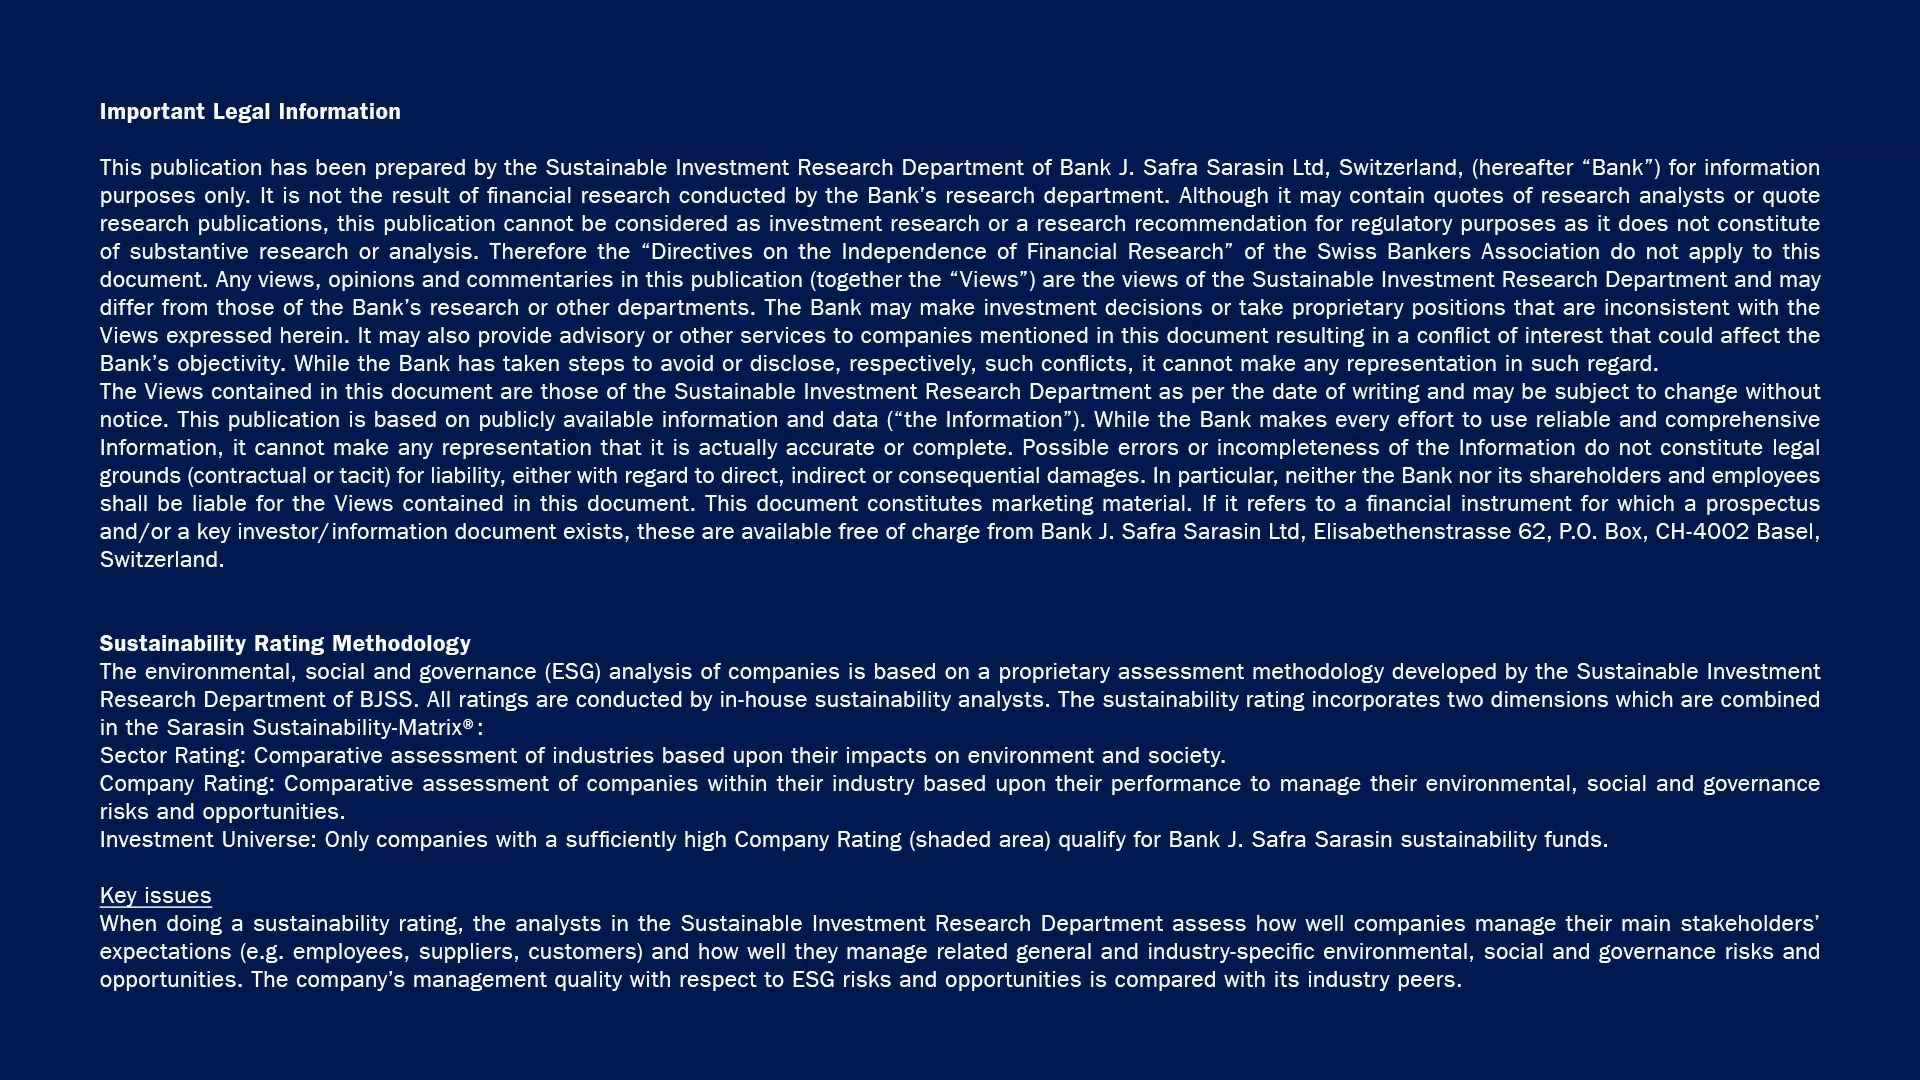 Important Legal Information
This publication has been prepared by the Sustainable Investment Research Department of Bank J. Safra Sarasin Ltd, Switzerland, (hereafter “Bank”) for information
purposes only. It is not the result of financial research conducted by the Bank’s research department. Although it may contain quotes of research analysts or quote
research publications, this publication cannot be considered as investment research or a research recommendation for regulatory purposes as it does not constitute
of substantive research or analysis. Therefore the “Directives on the Independence of Financial Research” of the Swiss Bankers Association do not apply to this
document. Any views, opinions and commentaries in this publication (together the “Views”) are the views of the Sustainable Investment Research Department and may
differ from those of the Bank’s research or other departments. The Bank may make investment decisions or take proprietary positions that are inconsistent with the
Views expressed herein. It may also provide advisory or other services to companies mentioned in this document resulting in a conflict of interest that could affect the
Bank’s objectivity. While the Bank has taken steps to avoid or disclose, respectively, such conflicts, it cannot make any representation in such regard.
The Views contained in this document are those of the Sustainable Investment Research Department as per the date of writing and may be subject to change without
notice. This publication is based on publicly available information and data (“the Information”). While the Bank makes every effort to use reliable and comprehensive
Information, it cannot make any representation that it is actually accurate or complete. Possible errors or incompleteness of the Information do not constitute legal
grounds (contractual or tacit) for liability, either with regard to direct, indirect or consequential damages. In particular, neither the Bank nor its shareholders and employees
shall be liable for the Views contained in this document. This document constitutes marketing material. If it refers to a financial instrument for which a prospectus
and/or a key investor/information document exists, these are available free of charge from Bank J. Safra Sarasin Ltd, Elisabethenstrasse 62, P.O. Box, CH-4002 Basel,
Switzerland.
Sustainability Rating Methodology
The environmental, social and governance (ESG) analysis of companies is based on a proprietary assessment methodology developed by the Sustainable Investment
Research Department of BJSS. All ratings are conducted by in-house sustainability analysts. The sustainability rating incorporates two dimensions which are combined
in the Sarasin Sustainability-Matrix®:
Sector Rating: Comparative assessment of industries based upon their impacts on environment and society.
Company Rating: Comparative assessment of companies within their industry based upon their performance to manage their environmental, social and governance
risks and opportunities.
Investment Universe: Only companies with a sufficiently high Company Rating (shaded area) qualify for Bank J. Safra Sarasin sustainability funds.
Key issues
When doing a sustainability rating, the analysts in the Sustainable Investment Research Department assess how well companies manage their main stakeholders’
expectations (e.g. employees, suppliers, customers) and how well they manage related general and industry-specific environmental, social and governance risks and
opportunities. The company’s management quality with respect to ESG risks and opportunities is compared with its industry peers.